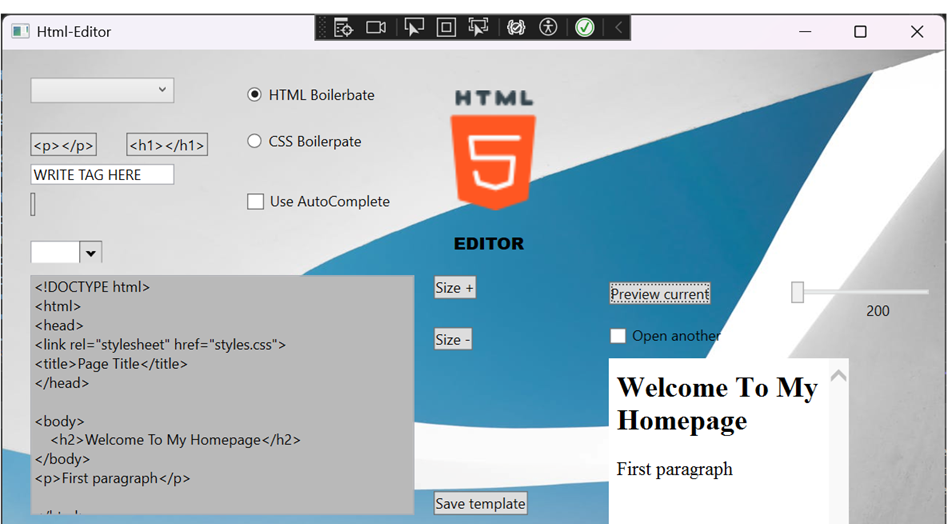 Html-Editor
HTML Boilerbate
<p></p>
<h1></h1>
CSS Boilerpate
WRITE TAG HERE
Use AutoComplete
HTML
5
EDITOR
<!DOCTYPE html>
<html>
<head>
<link rel="stylesheet" href="styles.css">
<title>Page Title</title>
</head>
<body>
<h2>Welcome To My Homepage</h2>
</body>
<p>First paragraph</p>
Size +
Size -
Save template
Preview current
200
Open another
Welcome To My
Homepage
First paragraph